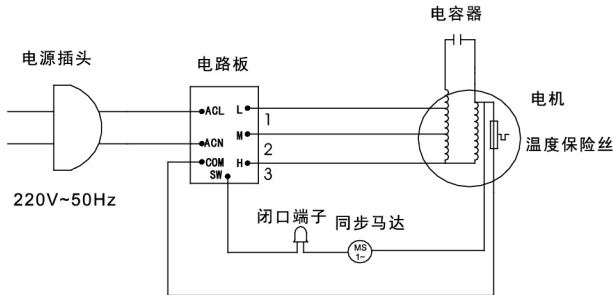 电容器
电源插头
电路板
电机
ACL
L
1
M
ACN
2
温度保险丝
COM
H
3
SW
220V~50Hz
闭口端子
同步马达
MS
1~